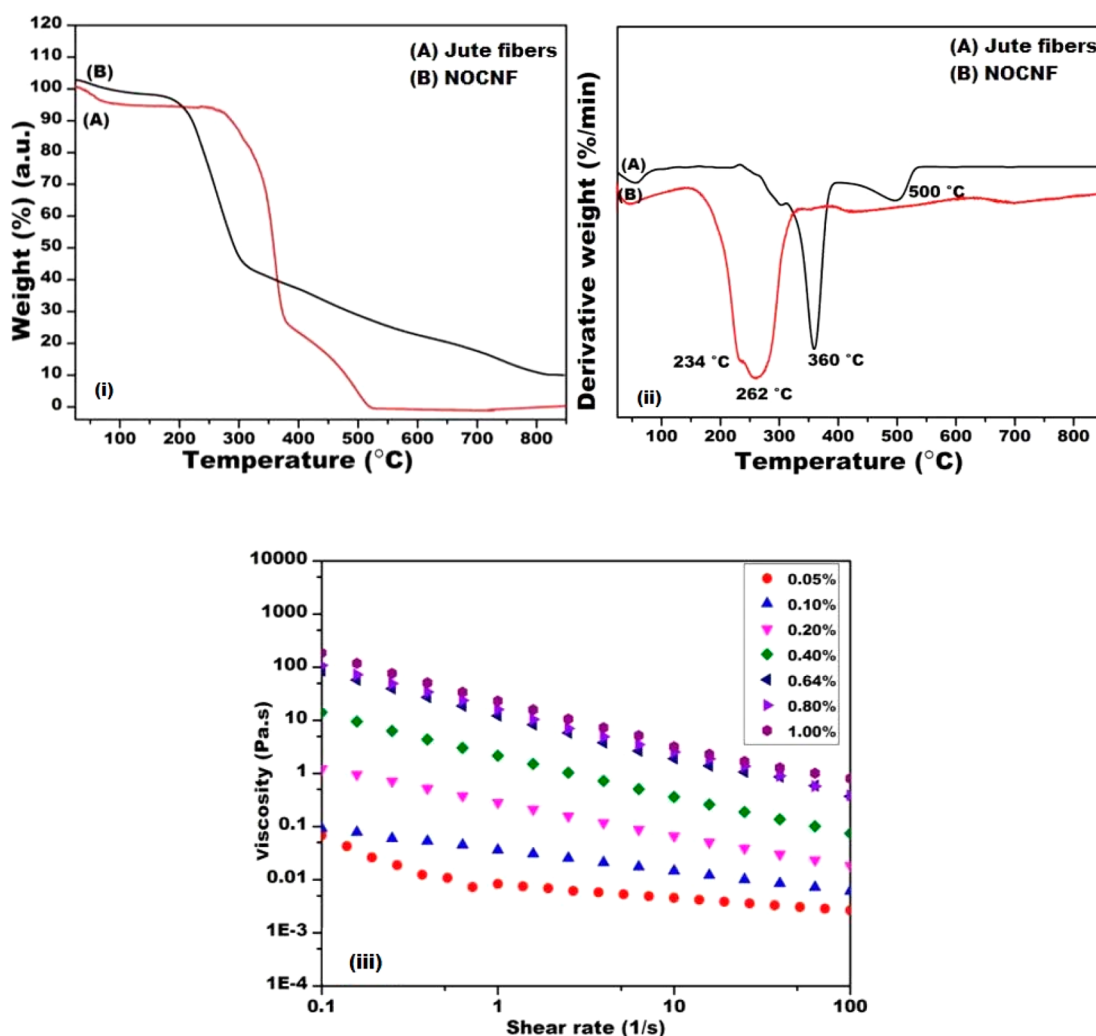 120
110
100
90
80
70
60
50
40
30
20
10
0
Weight (%) (a.u.)
(A) Jute fibers
(B) NOCNF
(B)
(A)
(i)
100 200 300 400 500 600 700 800
Temperature (°C)
Derivative weight (%/min)
(A) Jute fibers
(B) NOCNF
(A)
(B)
500 °C
234 °C
262 °C
360 °C
(ii)
100 200 300 400 500 600 700 800
Temperature (°C)
10000
1000
100
10
1
0.1
0.01
1E-3
1E-4
Viscosity (Pa.s)
0.05%
0.10%
0.20%
0.40%
0.64%
0.80%
1.00%
(iii)
0.1 1 10 100
Shear rate (1/s)